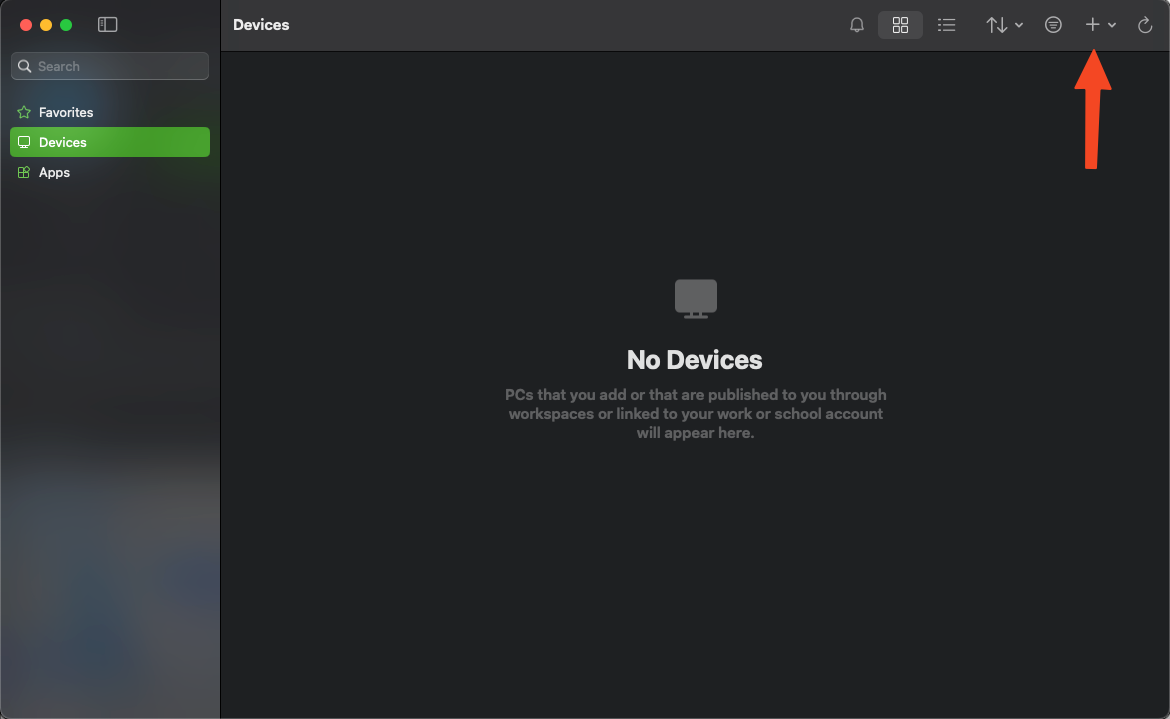 Devices
Search
Favorites
Devices
Apps
No Devices
PCs that you add or that are published to you through
workspaces or linked to your work or school account
will appear here.